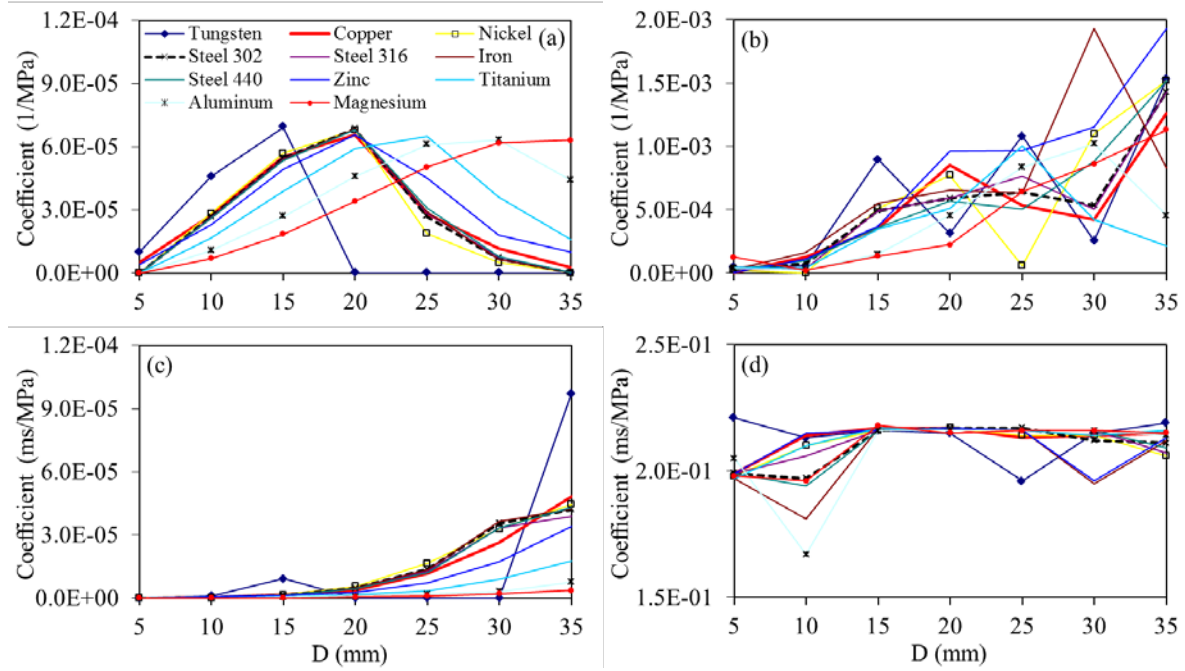 1.2E-04
9.0E-05
6.0E-05
3.0E-05
0.0E+00
Coefficient (1/MPa)
Tungsten Copper Nickel
Steel 302 Steel 316 Iron
Steel 440 Zinc Titanium
Aluminum Magnesium
(a)
5 10 15 20 25 30 35
2.0E-03
1.5E-03
1.0E-03
5.0E-04
0.0E+00
Coefficient (1/MPa)
(b)
5 10 15 20 25 30 35
1.2E-04
9.0E-05
6.0E-05
3.0E-05
0.0E+00
Coefficient (ms/MPa)
(c)
5 10 15 20 25 30 35
D (mm)
2.5E-01
2.0E-01
1.5E-01
Coefficient (ms/MPa)
(d)
5 10 15 20 25 30 35
D (mm)